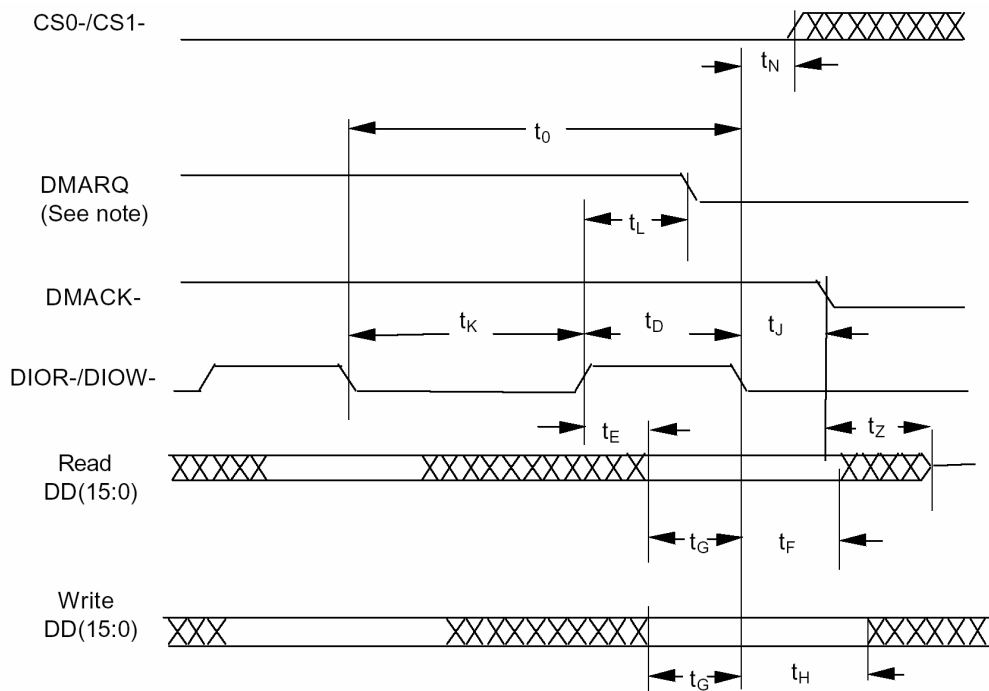 CS0-/CS1-
tN
t0
DMARQ
(See note)
tL
DMACK-
tK
tD
tJ
DIOR-/DIOW-
tE
tZ
Read
DD(15:0)
tG
tF
Write
DD(15:0)
tG
tH